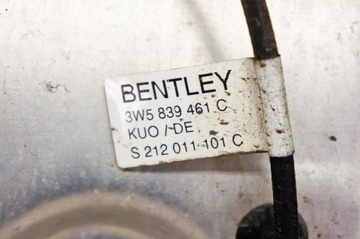 BENTLEY
3W5 839 461 C
KUO / DE
S 212 011 101 C